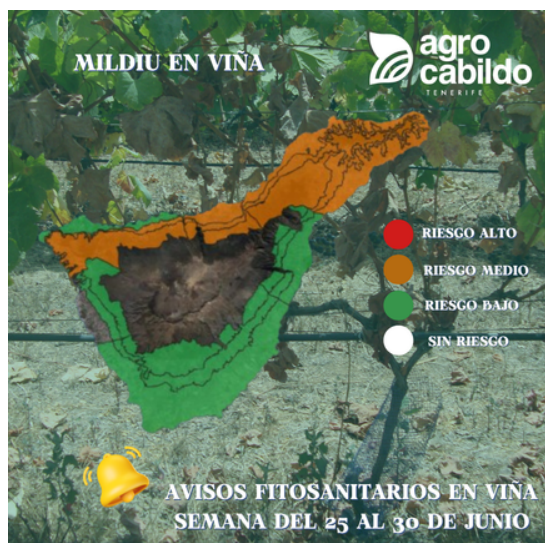 MILDIU EN VIÑA
agro
cabildo
TENERIFE
RIESGO ALTO
RIESGO MEDIO
RIESGO BAJO
SIN RIESGO
AVISOS FITOSANITARIOS EN VIÑA
SEMANA DEL 25 AL 30 DE JUNIO